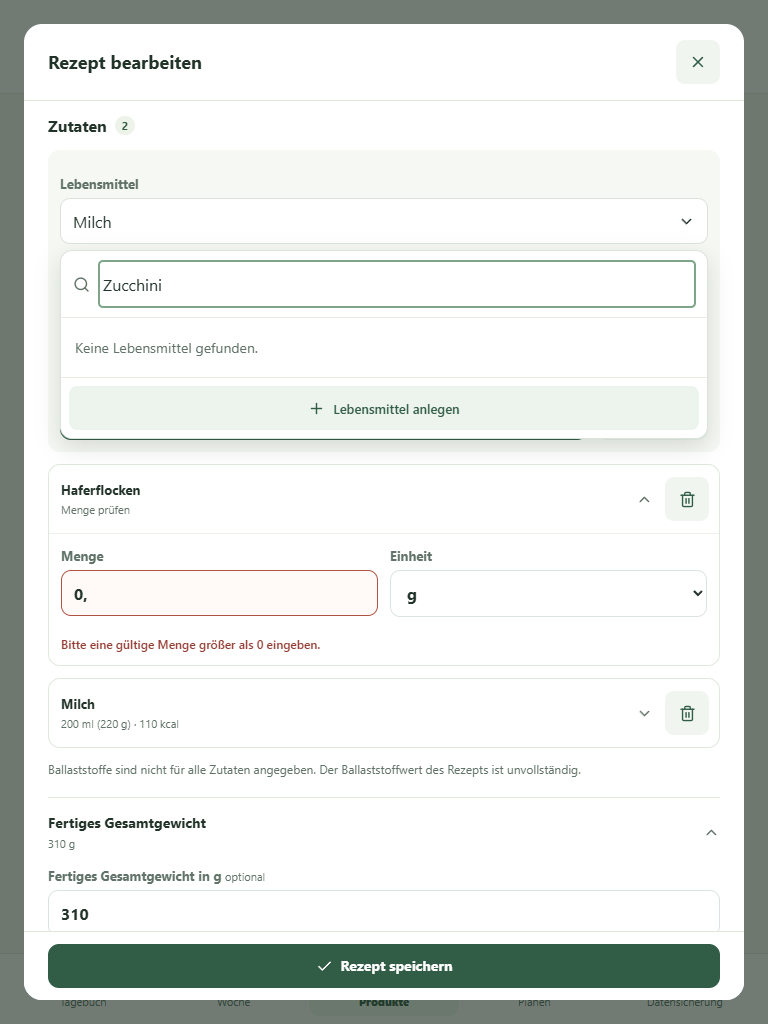 Rezept bearbeiten
Zutaten 2
Lebensmittel
Milch
Zucchini
Keine Lebensmittel gefunden.
Lebensmittel anlegen
Haferflocken
Menge prüfen
Menge
Einheit
0,
g
Bitte eine gültige Menge größer als 0 eingeben.
Milch
200 ml (220 g) · 110 kcal
Ballaststoffe sind nicht für alle Zutaten angegeben. Der Ballaststoffwert des Rezepts ist unvollständig.
Fertiges Gesamtgewicht
310 g
Fertiges Gesamtgewicht in g optional
310
Rezept speichern
Tagebuch Woche Produkte Planen Datensicherung